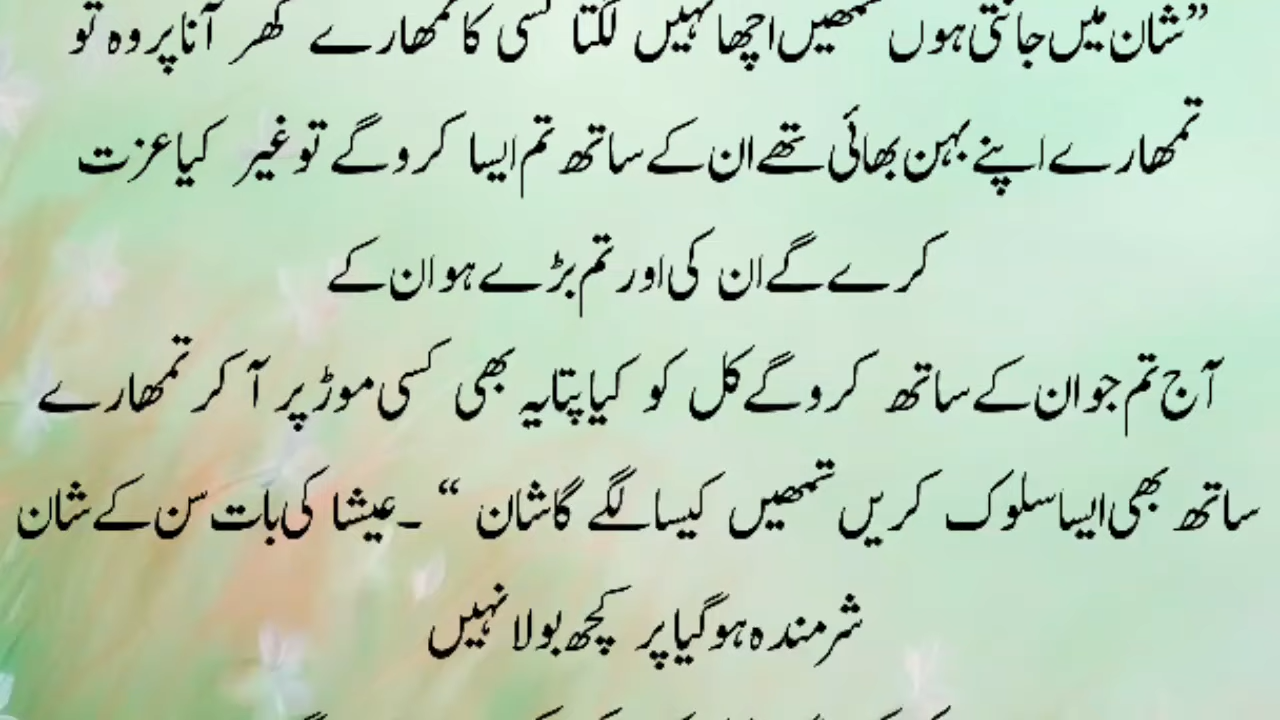 ”شان میں جانتی ہوں تمھیں اچھا نہیں لگتا کسی کا تمھارے گھر آنا پر وہ تو
تمھارے اپنے بہن بھائی تھے ان کے ساتھ تم ایسا کرو گے تو غیر کیا عزت
کرے گے ان کی اور تم بڑے ہو ان کے
آج تم جو ان کے ساتھ کرو گے کل کو کیا پتا یہ بھی کسی موڑ پر آ کر تمھارے
ساتھ بھی ایسا سلوک کریں تمھیں کیسا لگے گا شان “ ۔عیشا کی بات سن کے شان
شرمندہ ہو گیا پر کچھ بولا نہیں